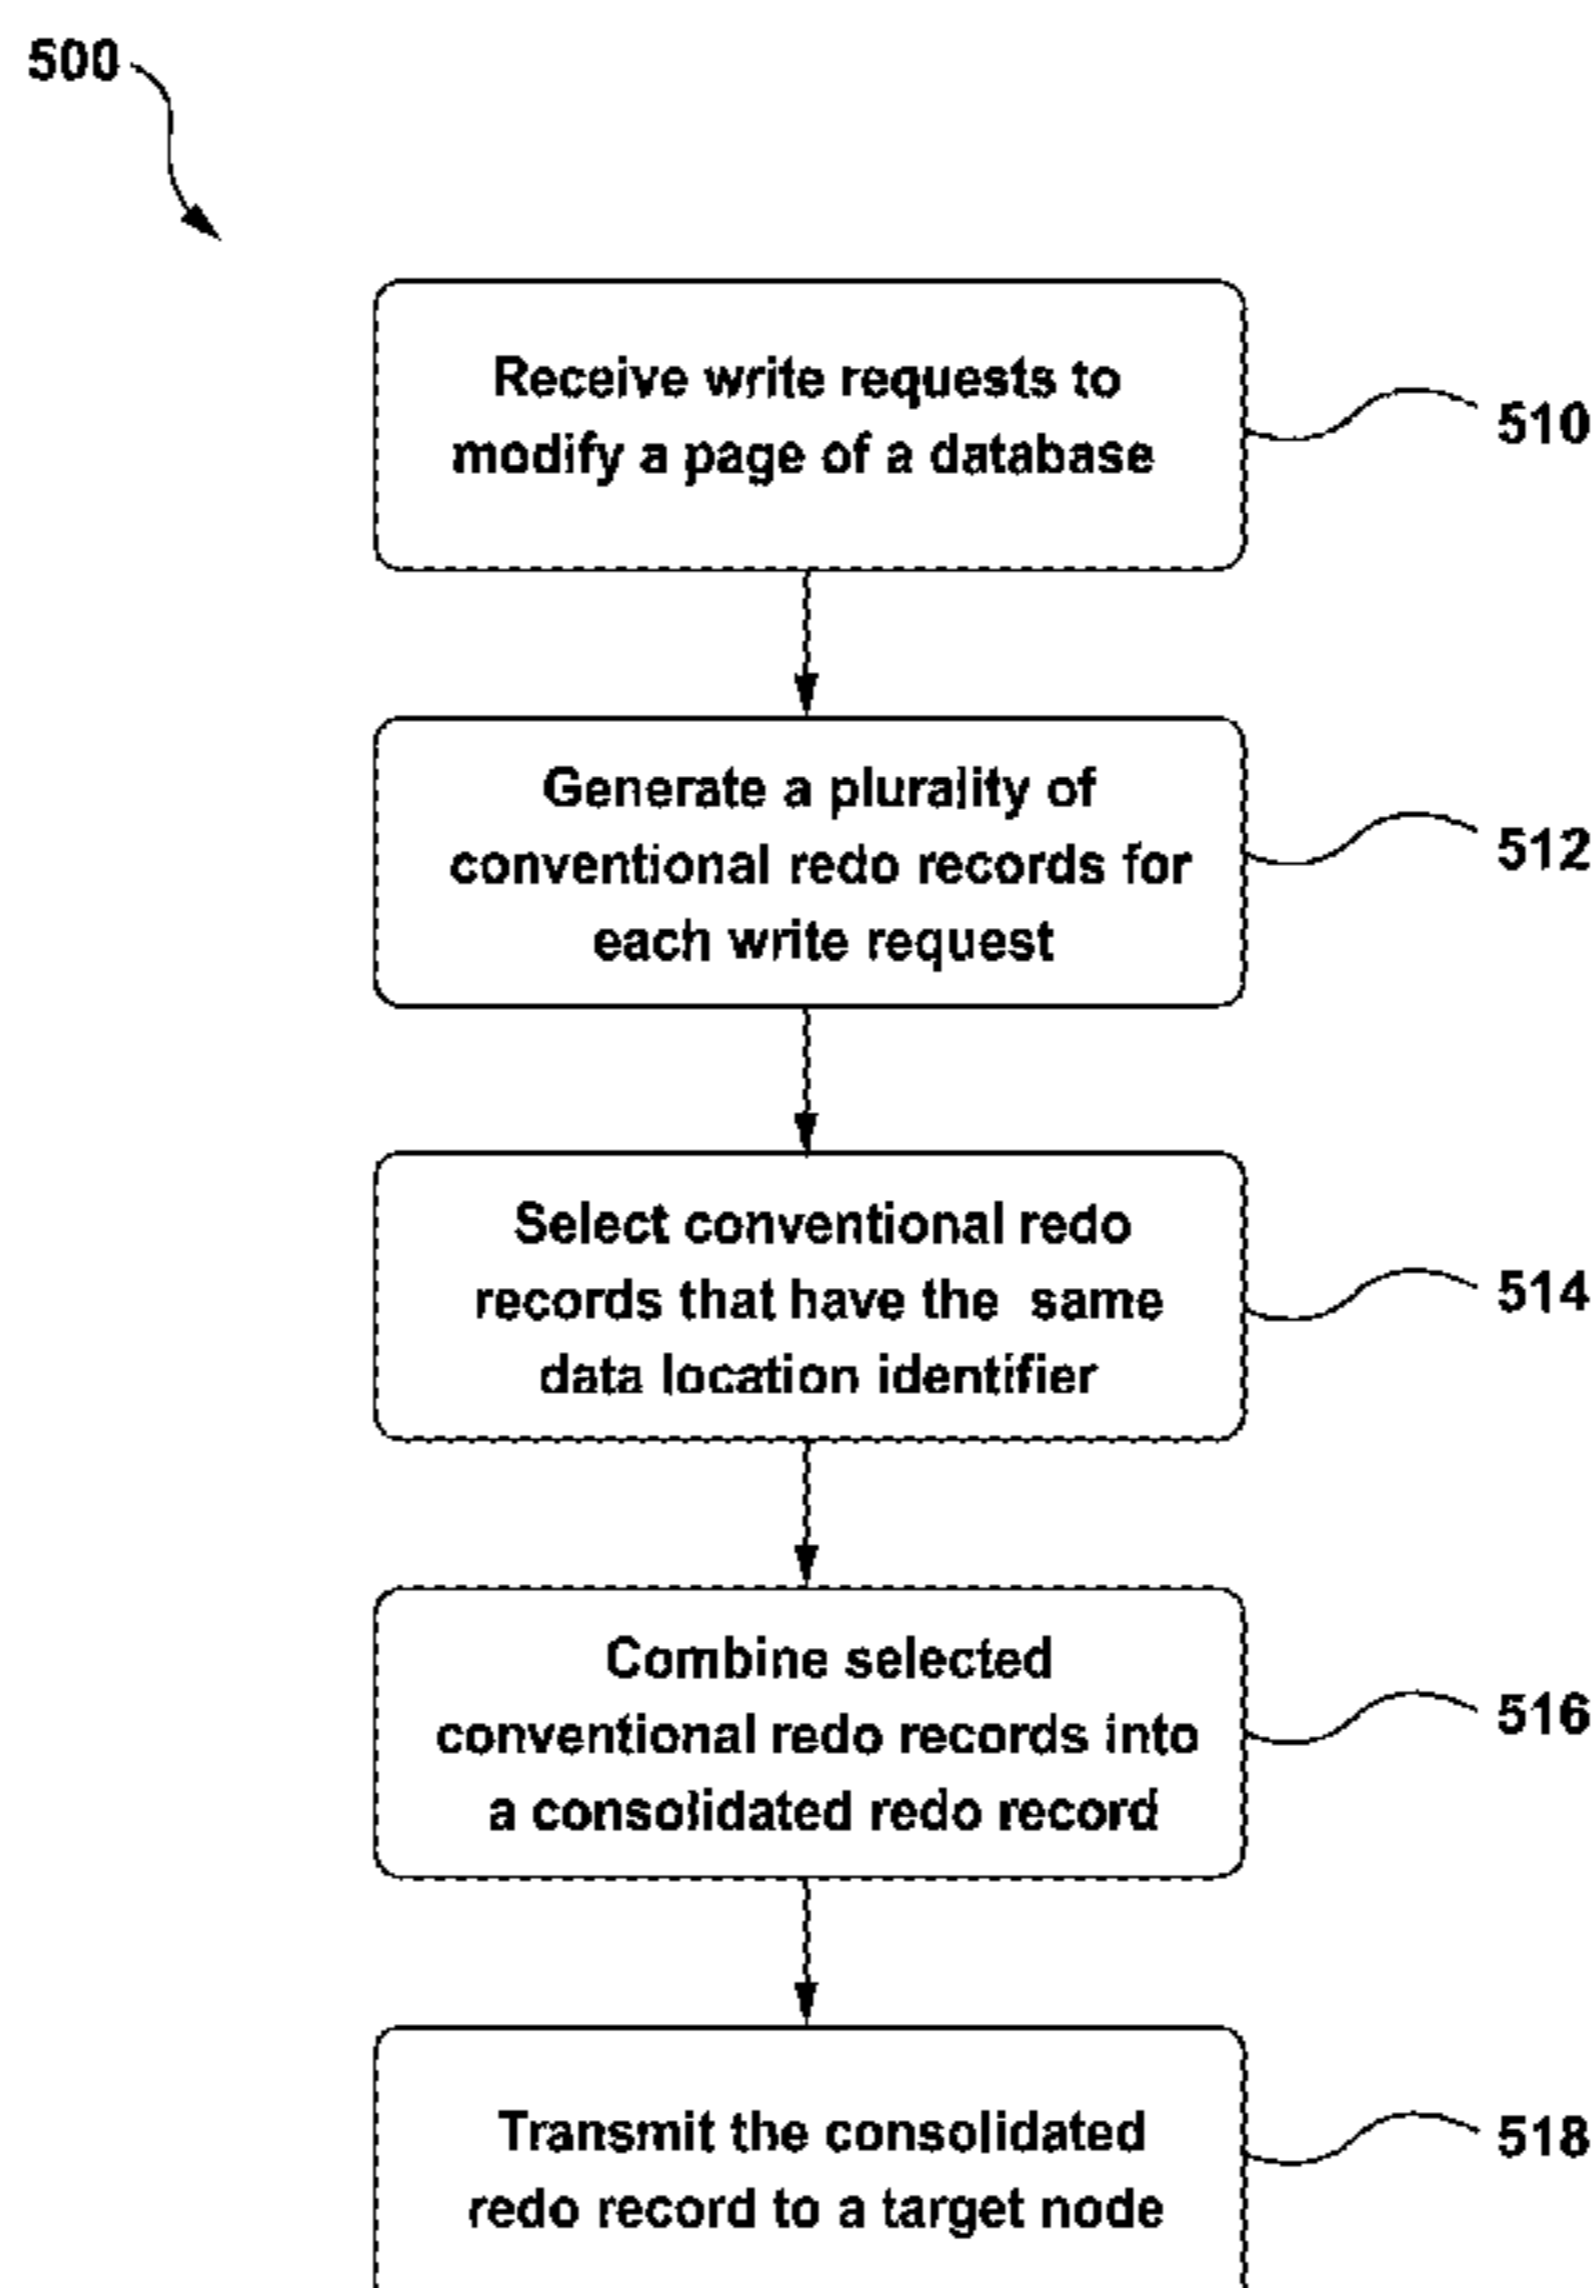 500
Receive write requests to
modify a page of a database
510
Generate a plurality of
conventional redo records for
each write request
512
Select conventional redo
records that have the same
data location identifier
514
Combine selected
conventional redo records into
a consolidated redo record
516
Transmit the consolidated
redo record to a target node
518